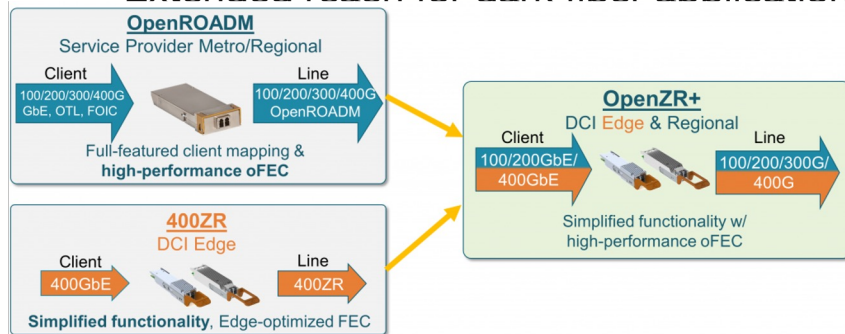 OpenROADM
Service Provider Metro/Regional
Client
Line
100/200/300/400G
GbE, OTL, FOIC
100/200/300/400G
OpenROADM
Full-featured client mapping &
high-performance oFEC
400ZR
DCI Edge
Client
Line
400GbE
400ZR
Simplified functionality, Edge-optimized FEC
OpenZR+
DCI Edge & Regional
Client
Line
100/200GbE/
400GbE
100/200/300G/
400G
Simplified functionality w/
high-performance oFEC